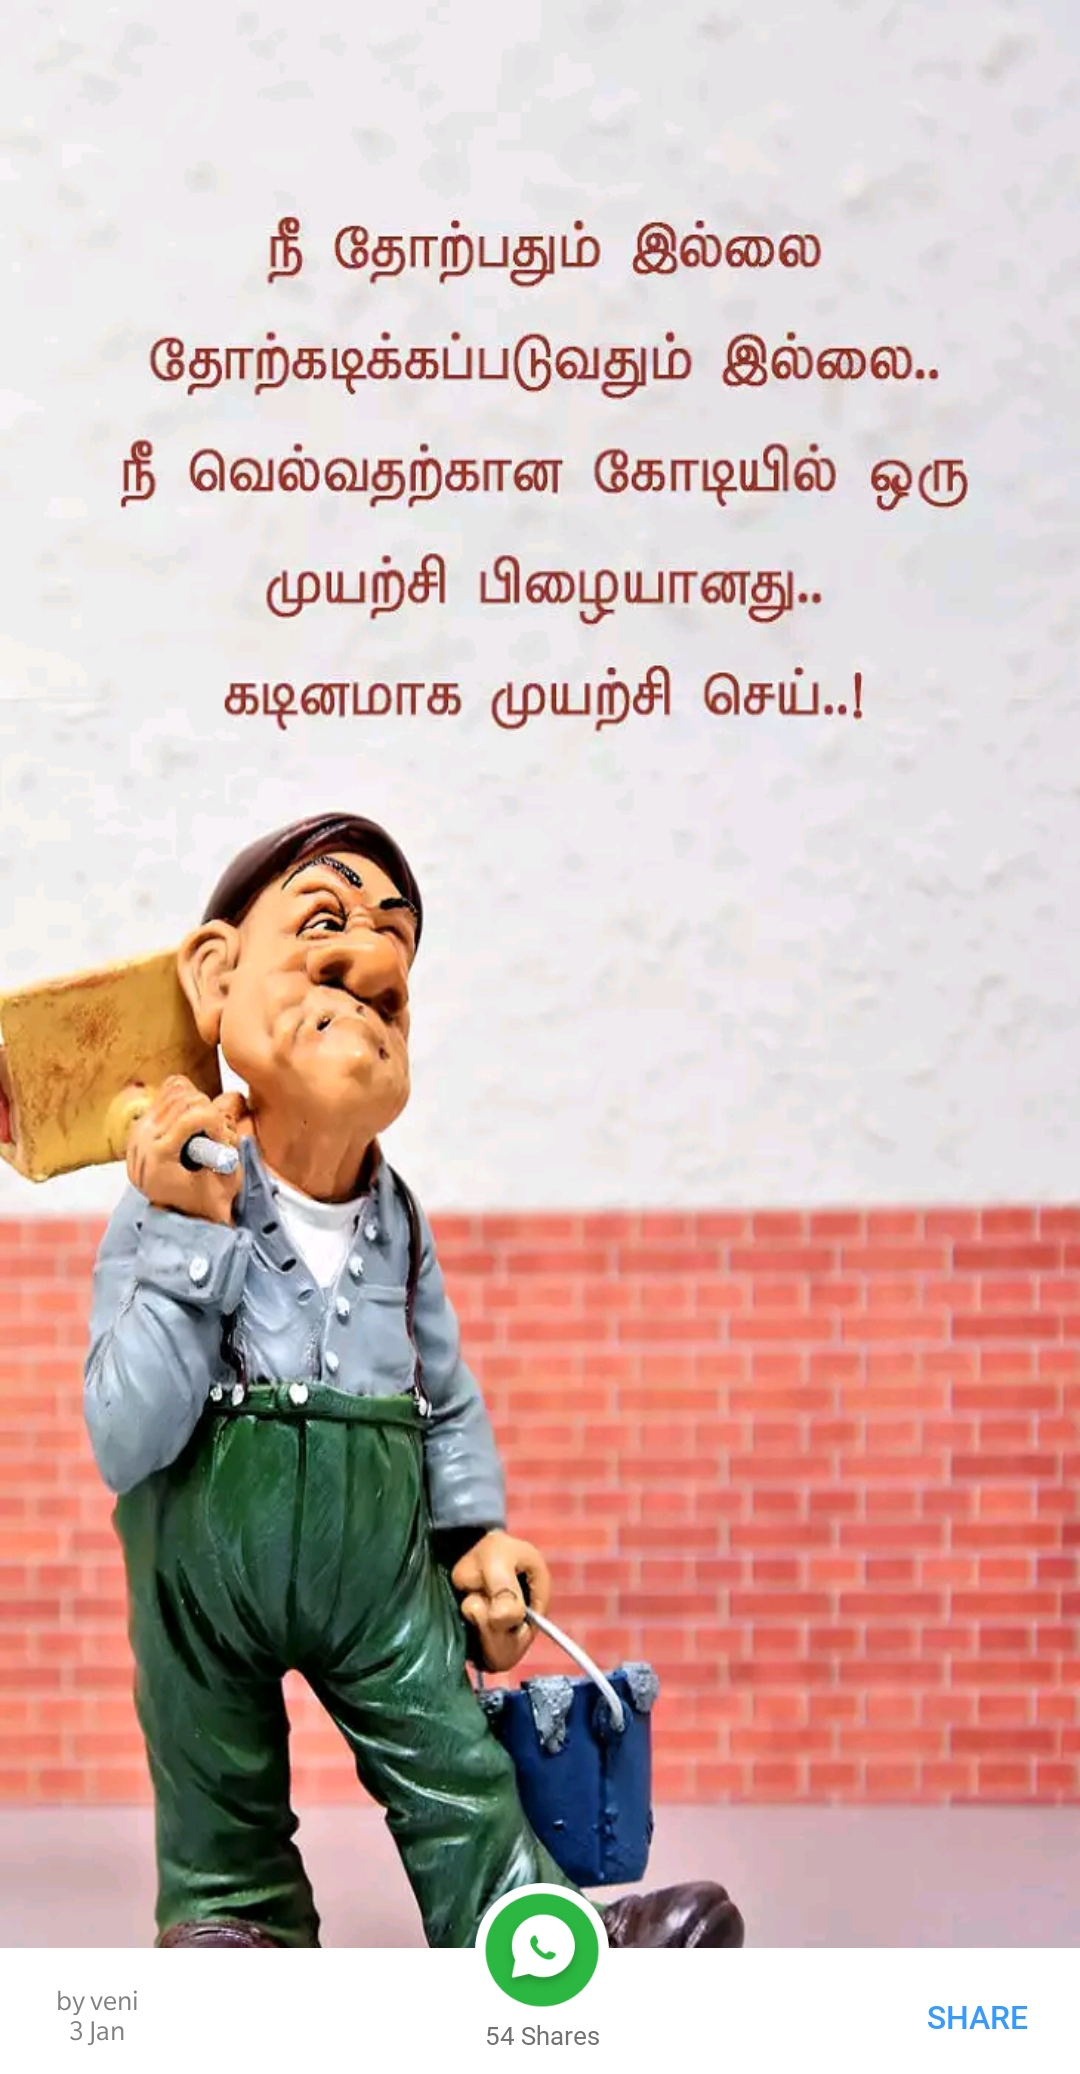 நீ தோற்பதும் இல்லை
தோற்கடிக்கப்படுவதும் இல்லை..
நீ வெல்வதற்கான கோடியில் ஒரு
முயற்சி பிழையானது..
கடினமாக முயற்சி செய்..!
by veni
3 Jan
54 Shares
SHARE